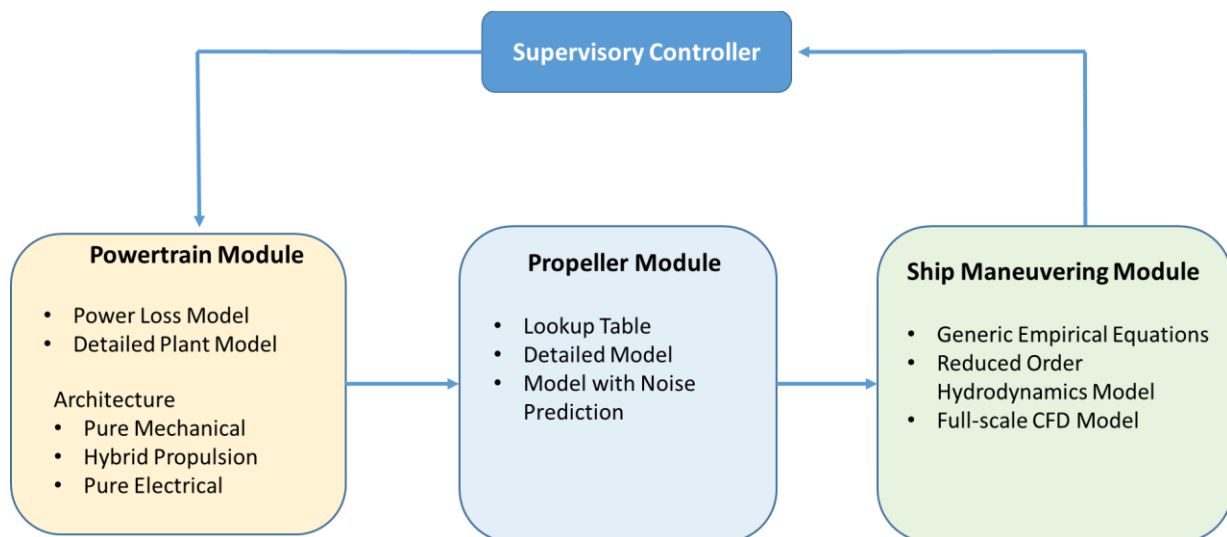 Supervisory Controller
Powertrain Module
• Power Loss Model
• Detailed Plant Model
Architecture
• Pure Mechanical
• Hybrid Propulsion
• Pure Electrical
Propeller Module
• Lookup Table
• Detailed Model
• Model with Noise
Prediction
Ship Maneuvering Module
• Generic Empirical Equations
• Reduced Order
Hydrodynamics Model
• Full-scale CFD Model